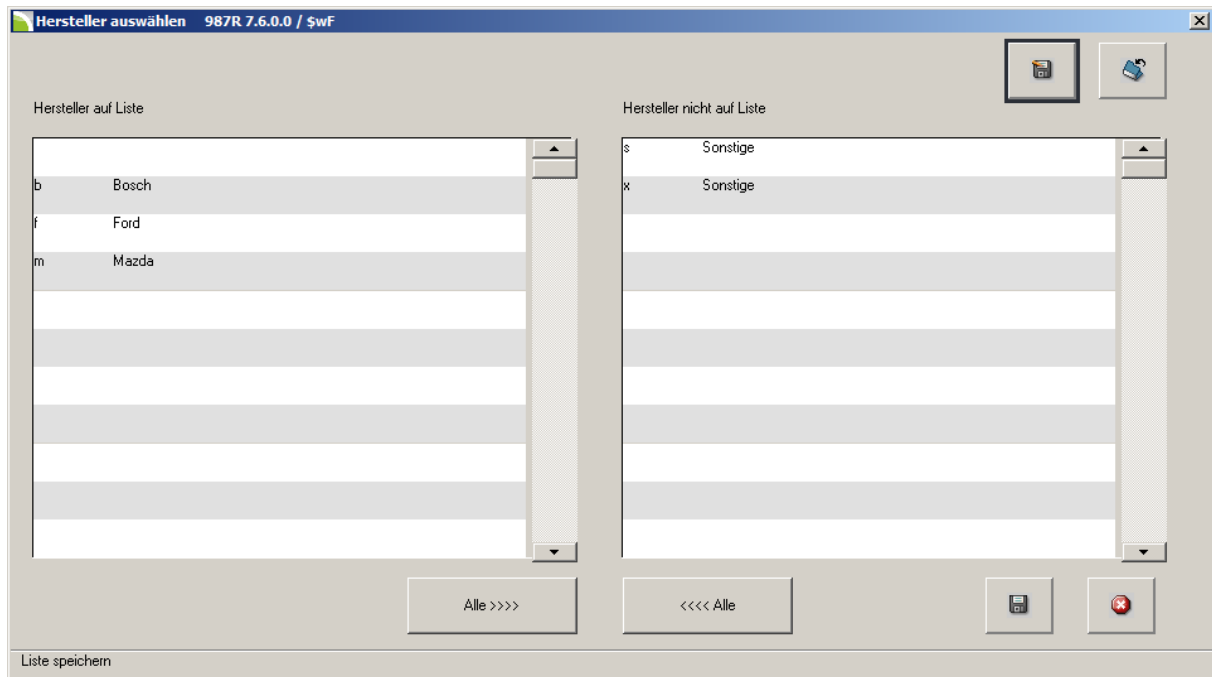 Hersteller auswählen 987R 7.6.0.0 / $wF
Hersteller auf Liste
Hersteller nicht auf Liste
b Bosch
f Ford
m Mazda
s Sonstige
x Sonstige
Alle >>>>
<<<< Alle
Liste speichern